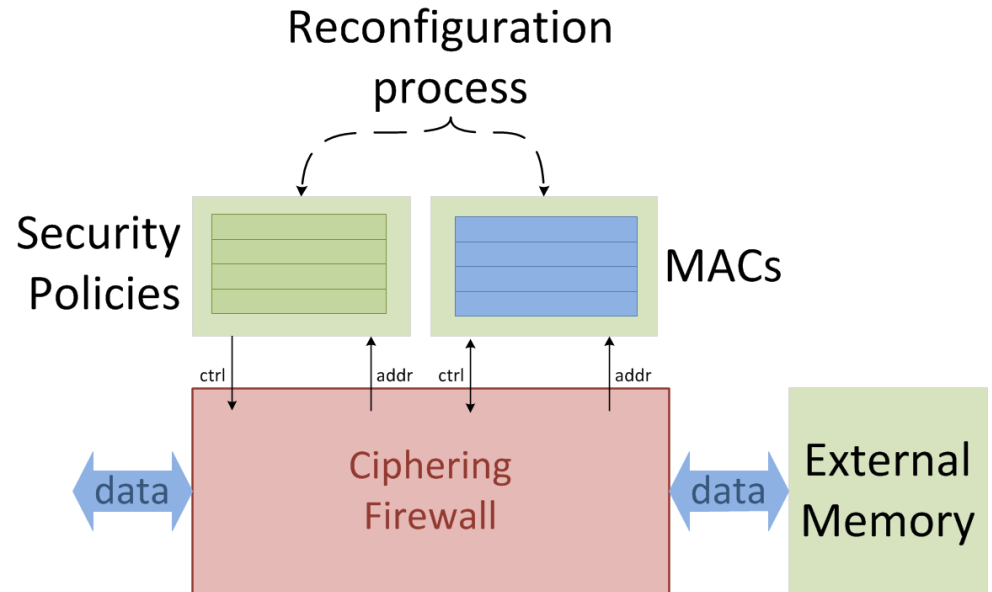 Reconfiguration
process
Security
Policies
MACs
ctrl
addr
ctrl
addr
data
Ciphering
Firewall
data
External
Memory